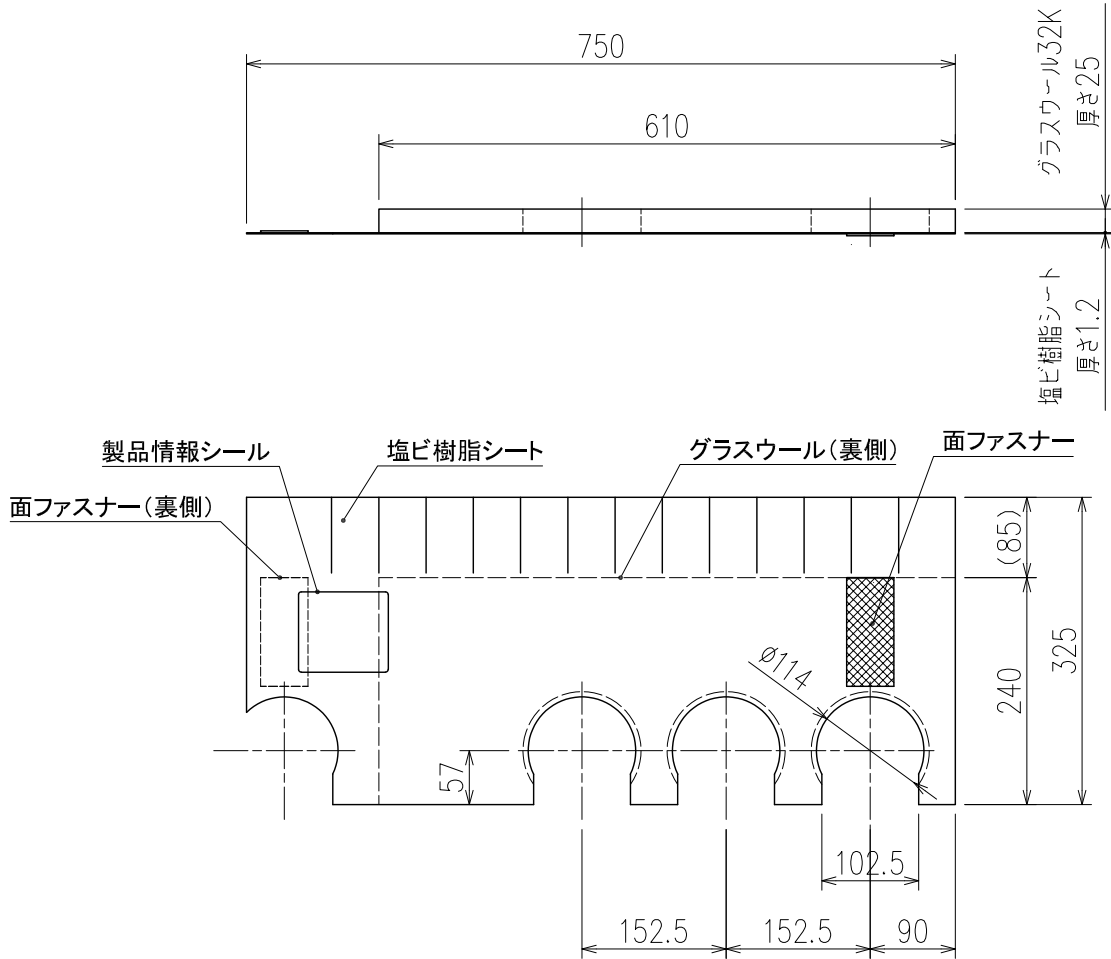 750
610
グラスウール32K
厚さ25
塩ビ樹脂シート
厚さ1.2
製品情報シール
塩ビ樹脂シート
グラスウール（裏側）
面ファスナー
面ファスナー（裏側）
(85)
325
240
ø114
57
102.5
152.5
152.5
90